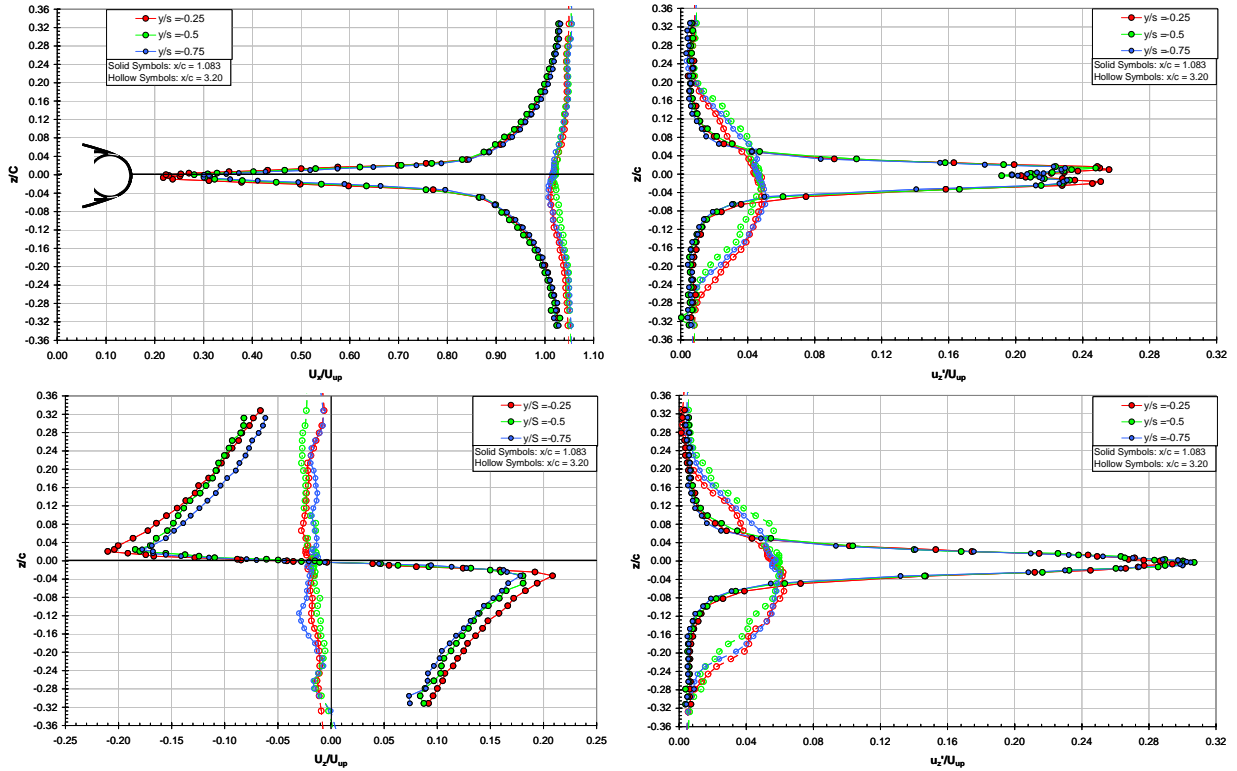 y/s =-0.25
y/s =-0.5
y/s =-0.75
Solid Symbols: x/c = 1.083
Hollow Symbols: x/c = 3.20
z/C
0.36
0.32
0.28
0.24
0.20
0.16
0.12
0.08
0.04
0.00
-0.04
-0.08
-0.12
-0.16
-0.20
-0.24
-0.28
-0.32
-0.36
0.00 0.10 0.20 0.30 0.40 0.50 0.60 0.70 0.80 0.90 1.00 1.10
Ux/Uup
y/s =-0.25
y/s =-0.5
y/s =-0.75
Solid Symbols: x/c = 1.083
Hollow Symbols: x/c = 3.20
z/c
0.36
0.32
0.28
0.24
0.20
0.16
0.12
0.08
0.04
0.00
-0.04
-0.08
-0.12
-0.16
-0.20
-0.24
-0.28
-0.32
-0.36
0.00 0.04 0.08 0.12 0.16 0.20 0.24 0.28 0.32
uz'/Uup
y/S =-0.25
y/S =-0.5
y/S =-0.75
Solid Symbols: x/c = 1.083
Hollow Symbols: x/c = 3.20
z/c
0.36
0.32
0.28
0.24
0.20
0.16
0.12
0.08
0.04
0.00
-0.04
-0.08
-0.12
-0.16
-0.20
-0.24
-0.28
-0.32
-0.36
-0.25 -0.20 -0.15 -0.10 -0.05 0.00 0.05 0.10 0.15 0.20 0.25
Uz/Uup
y/s =-0.25
y/s =-0.5
y/s =-0.75
Solid Symbols: x/c = 1.083
Hollow Symbols: x/c = 3.20
z/c
0.36
0.32
0.28
0.24
0.20
0.16
0.12
0.08
0.04
0.00
-0.04
-0.08
-0.12
-0.16
-0.20
-0.24
-0.28
-0.32
-0.36
0.00 0.04 0.08 0.12 0.16 0.20 0.24 0.28 0.32
uz'/Uup